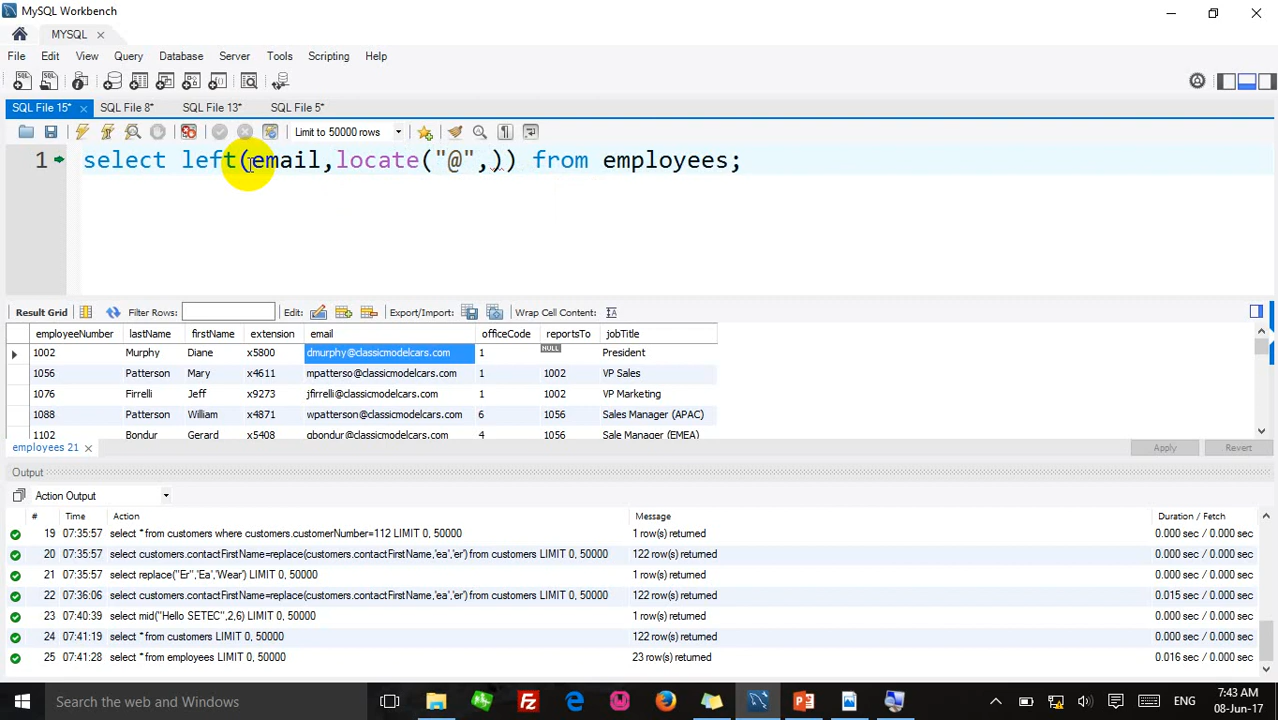 MySQL Workbench
MYSQL
File Edit View Query Database Server Tools Scripting Help
SQL File 15* SQL File 8* SQL File 13* SQL File 5*
Limit to 50000 rows
1 select left(email,locate("@",)) from employees;
Result Grid Filter Rows: Edit: Export/Import: Wrap Cell Content:
employeeNumber lastName firstName extension email officeCode reportsTo jobTitle
1002 Murphy Diane x5800 dmurphy@classicmodelcars.com 1 NULL President
1056 Patterson Mary x4611 mpatterso@classicmodelcars.com 1 1002 VP Sales
1076 Firrelli Jeff x9273 jfirrelli@classicmodelcars.com 1 1002 VP Marketing
1088 Patterson William x4871 wpatterson@classicmodelcars.com 6 1056 Sales Manager (APAC)
1102 Bondur Gerard x5408 gbondur@classicmodelcars.com 4 1056 Sale Manager (EMEA)
employees 21 Apply Revert
Output
Action Output
# Time Action Message Duration / Fetch
19 07:35:57 select * from customers where customers.customerNumber=112 LIMIT 0, 50000 1 row(s) returned 0.000 sec / 0.000 sec
20 07:35:57 select customers.contactFirstName=replace(customers.contactFirstName,'ea','er') from customers LIMIT 0, 50000 122 row(s) returned 0.000 sec / 0.000 sec
21 07:35:57 select replace("Er",'Ea','Wear') LIMIT 0, 50000 1 row(s) returned 0.000 sec / 0.000 sec
22 07:36:06 select customers.contactFirstName=replace(customers.contactFirstName,'ea','er') from customers LIMIT 0, 50000 122 row(s) returned 0.015 sec / 0.000 sec
23 07:40:39 select mid("Hello SETEC",2,6) LIMIT 0, 50000 1 row(s) returned 0.000 sec / 0.000 sec
24 07:41:19 select * from customers LIMIT 0, 50000 122 row(s) returned 0.000 sec / 0.000 sec
25 07:41:28 select * from employees LIMIT 0, 50000 23 row(s) returned 0.016 sec / 0.000 sec
Search the web and Windows ENG 7:43 AM
08-Jun-17